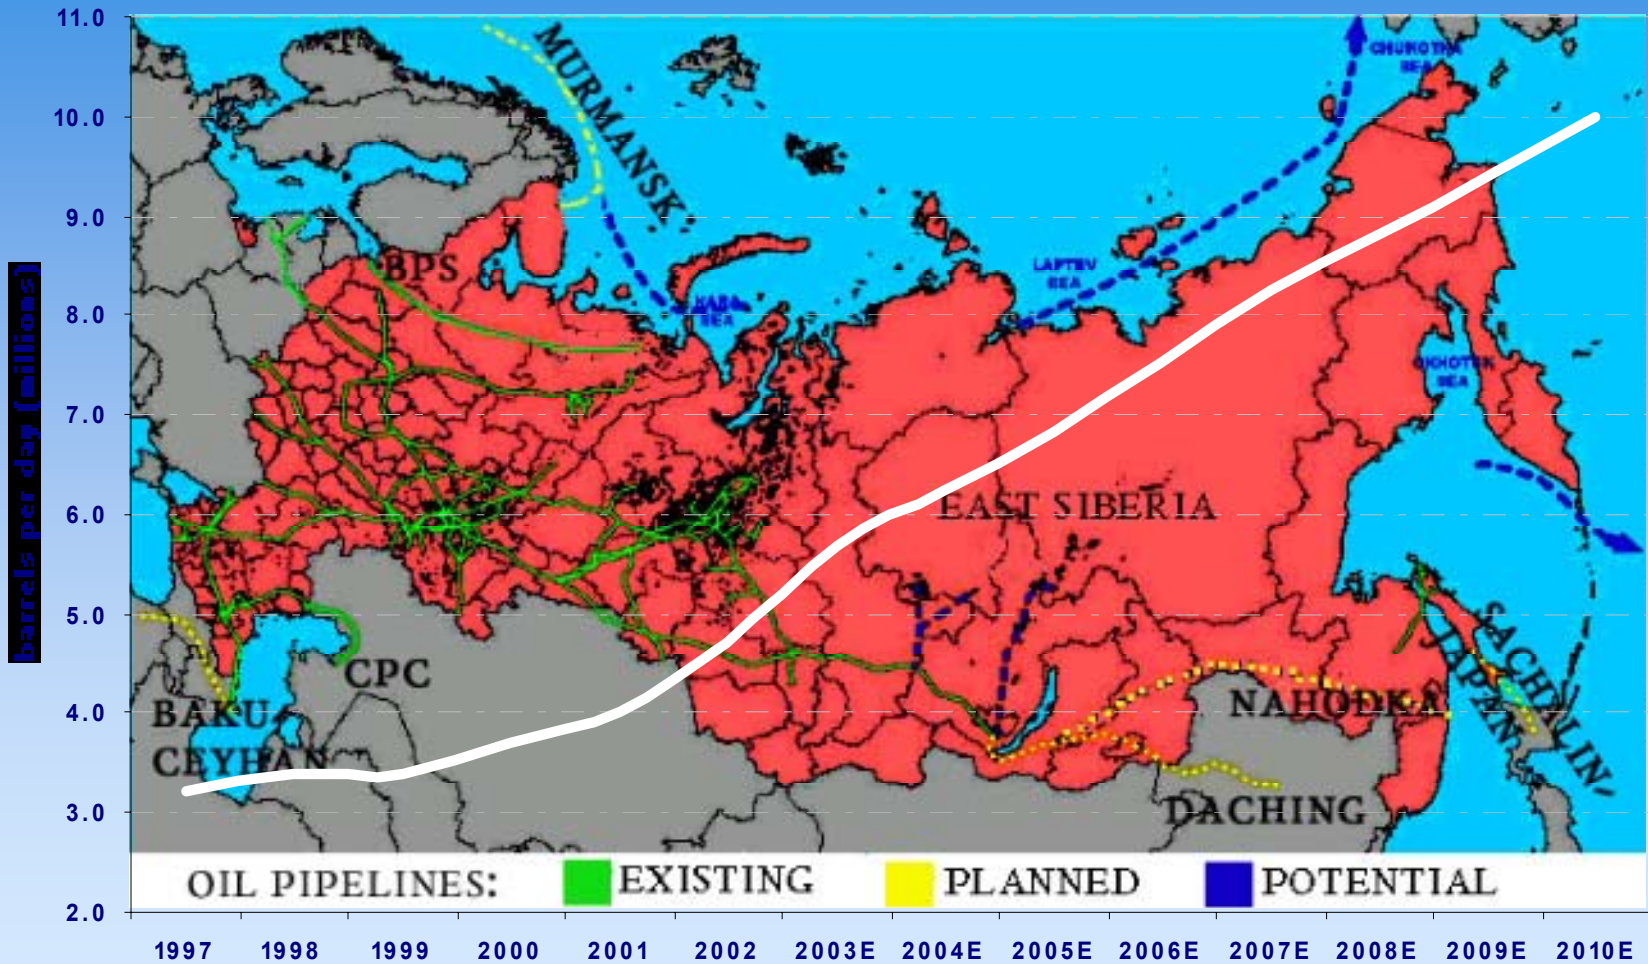 11.0
10.0
9.0
8.0
7.0
6.0
5.0
4.0
3.0
2.0
barrels per day (millions)
MURMANSK
CHUKOTKA
SEA
BPS
KARA
SEA
LAPTEV
SEA
OKHOTSK
SEA
EAST SIBERIA
CPC
BAKU
CEYHAN
NAHODKA
DACHING
JAPAN
SACHALIN
OIL PIPELINES: EXISTING PLANNED POTENTIAL
1997 1998 1999 2000 2001 2002 2003E 2004E 2005E 2006E 2007E 2008E 2009E 2010E